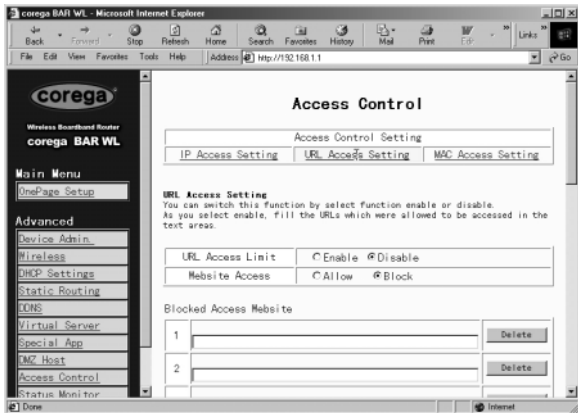 corega BAR WL - Microsoft Internet Explorer
Back Forward Stop Refresh Home Search Favorites History Mail Print Edit Links
File Edit View Favorites Tools Help Address http://192.168.1.1 Go
corega
Wireless Boardband Router
corega BAR WL
Main Menu
OnePage Setup
Advanced
Device Admin.
Wireless
DHCP Settings
Static Routing
DDNS
Virtual Server
Special App
DMZ Host
Access Control
Status Monitor
Access Control
Access Control Setting
IP Access Setting URL Access Setting MAC Access Setting
URL Access Setting
You can switch this function by select function enable or disable.
As you select enable, fill the URLs which were allowed to be accessed in the
text areas.
URL Access Limit Enable Disable
Website Access Allow Block
Blocked Access Website
1 Delete
2 Delete
Done Internet